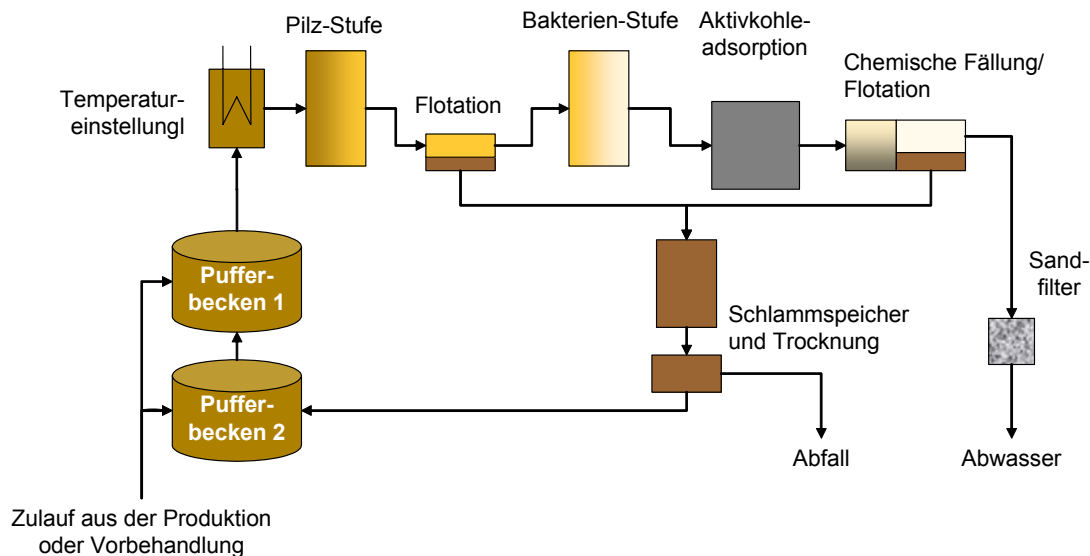 Pilz-Stufe
Bakterien-Stufe
Aktivkohle-
adsorption
Chemische Fällung/
Flotation
Temperatur-
einstellungl
Flotation
Puffer-
becken 1
Sand-
filter
Schlammspeicher
und Trocknung
Puffer-
becken 2
Abfall
Abwasser
Zulauf aus der Produktion
oder Vorbehandlung